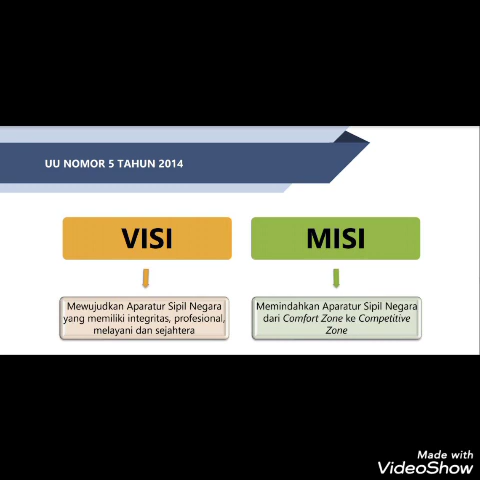 UU NOMOR 5 TAHUN 2014
VISI
Mewujudkan Aparatur Sipil Negara
yang memiliki integritas, profesional,
melayani dan sejahtera
MISI
Memindahkan Aparatur Sipil Negara
dari Comfort Zone ke Competitive
Zone
Made with
VideoShow